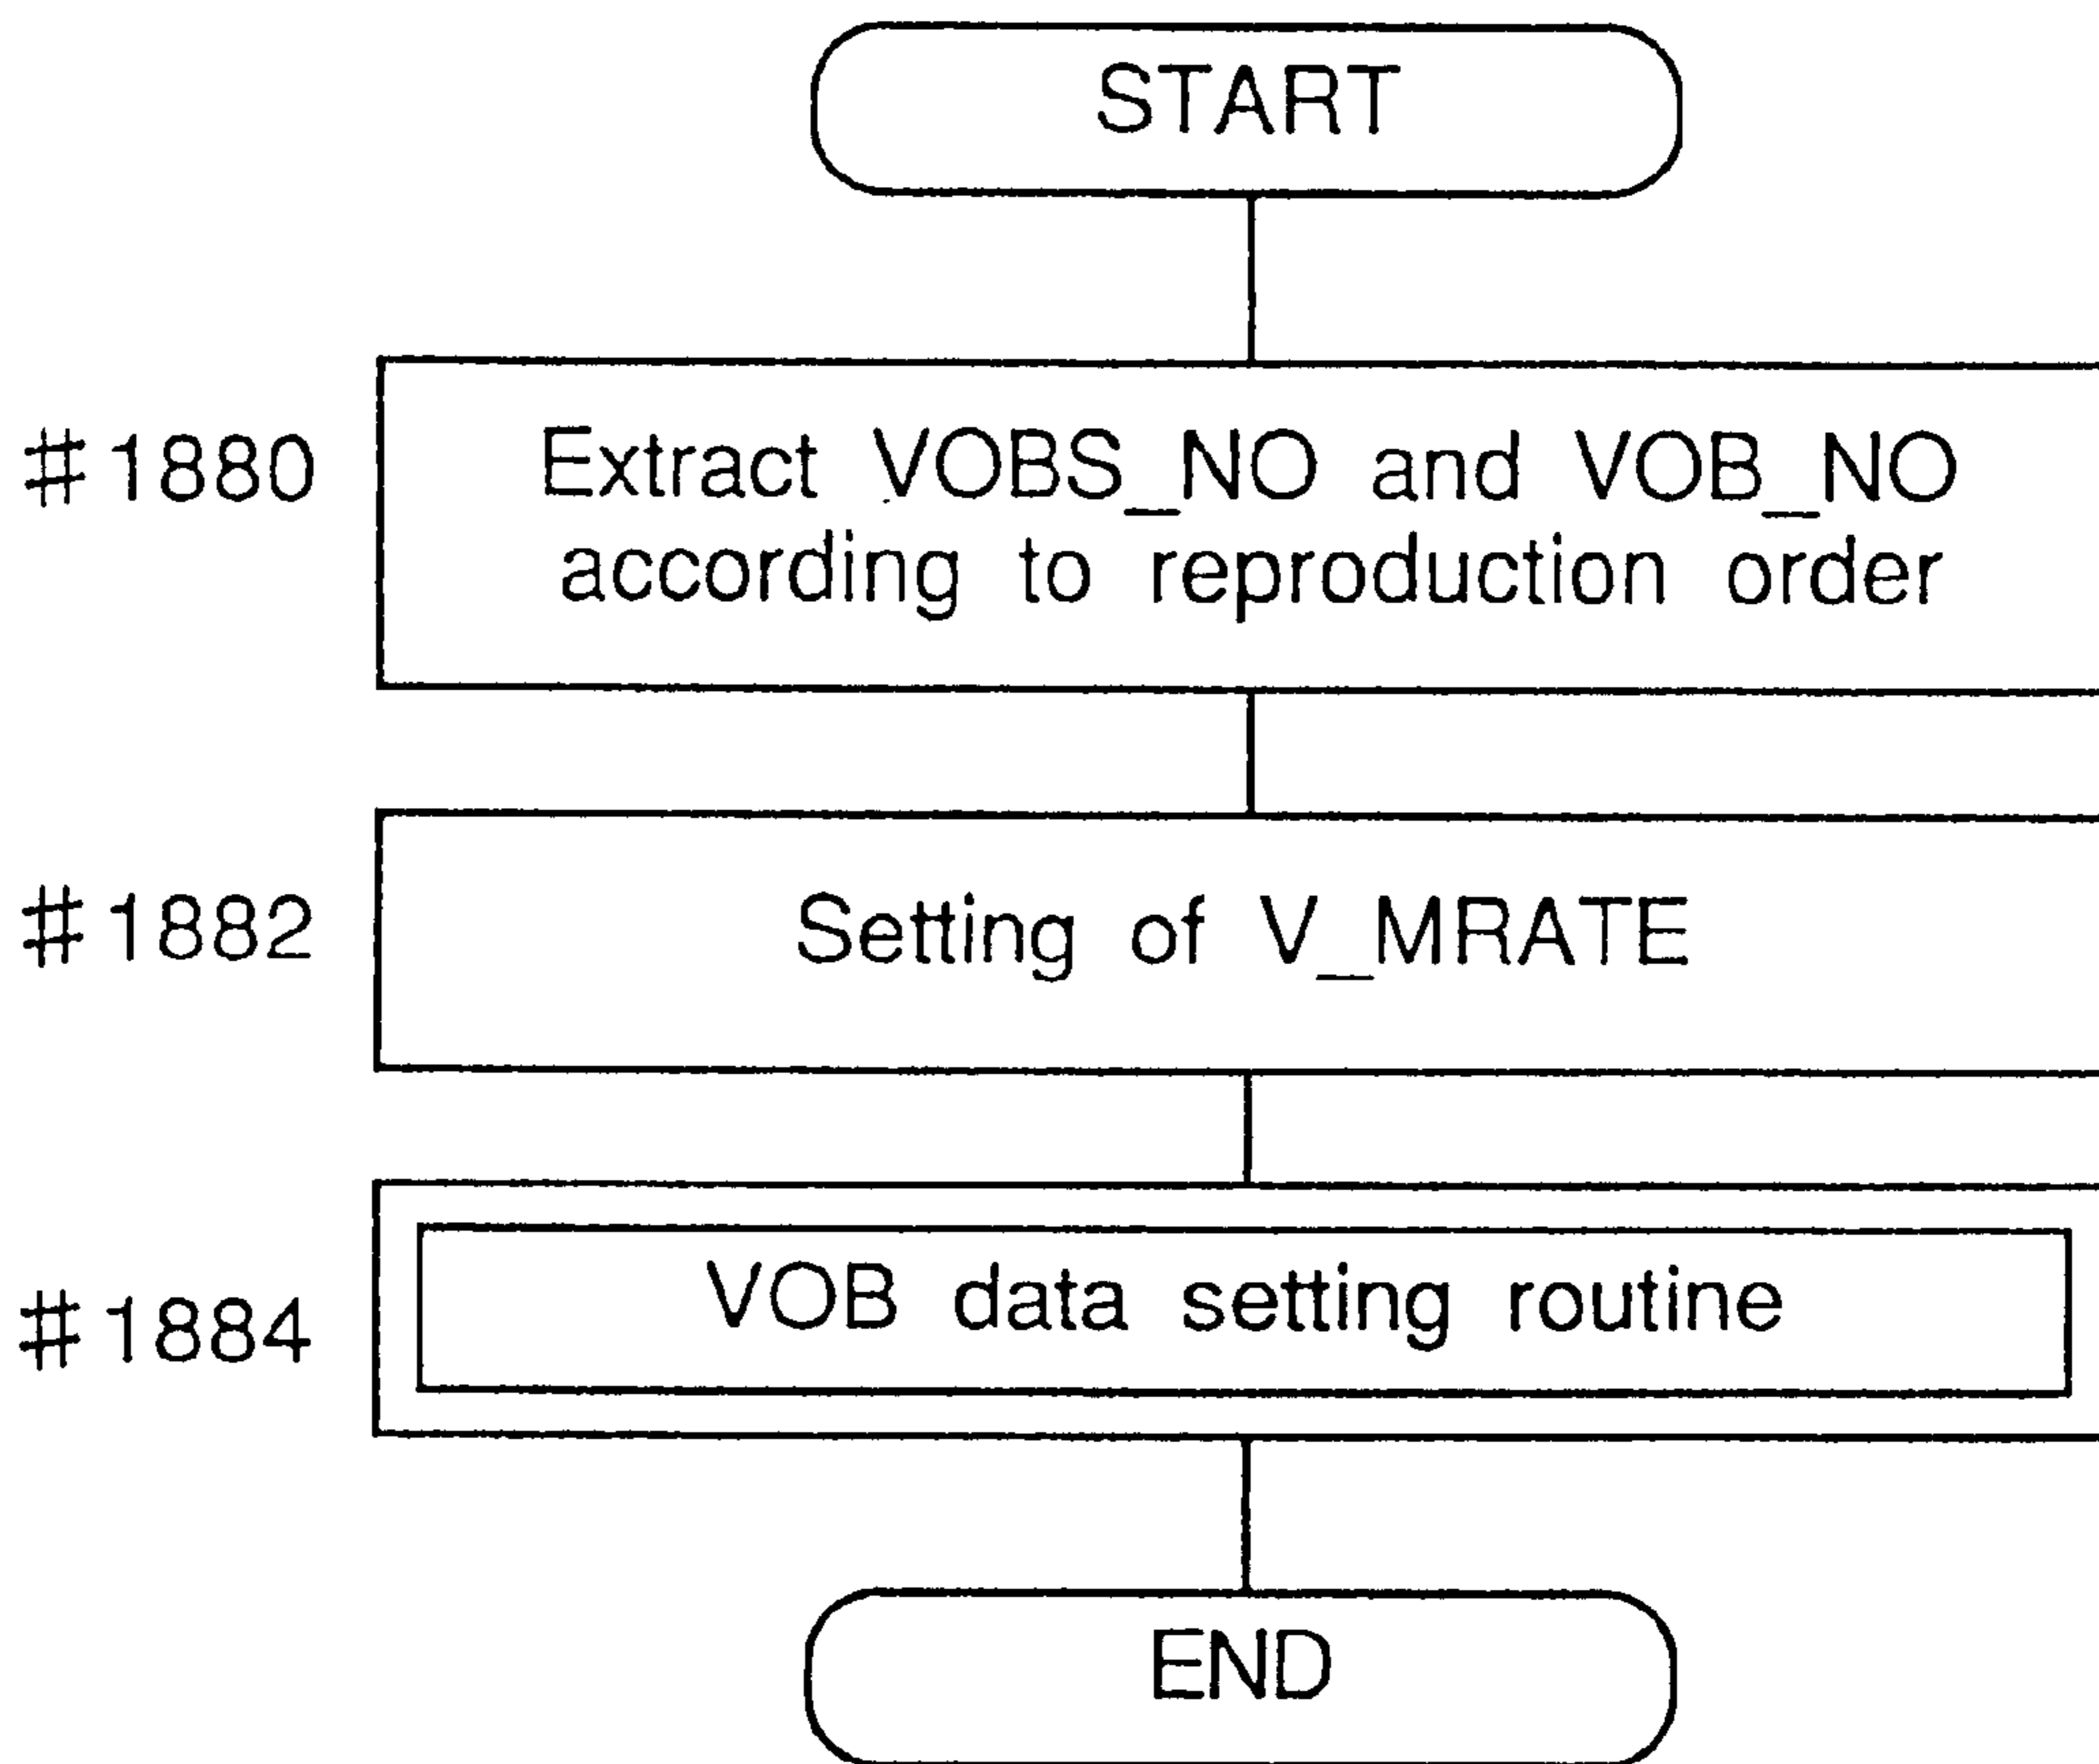 START
#1880
Extract VOBS_NO and VOB_NO
according to reproduction order
#1882
Setting of V_MRATE
#1884
VOB data setting routine
END